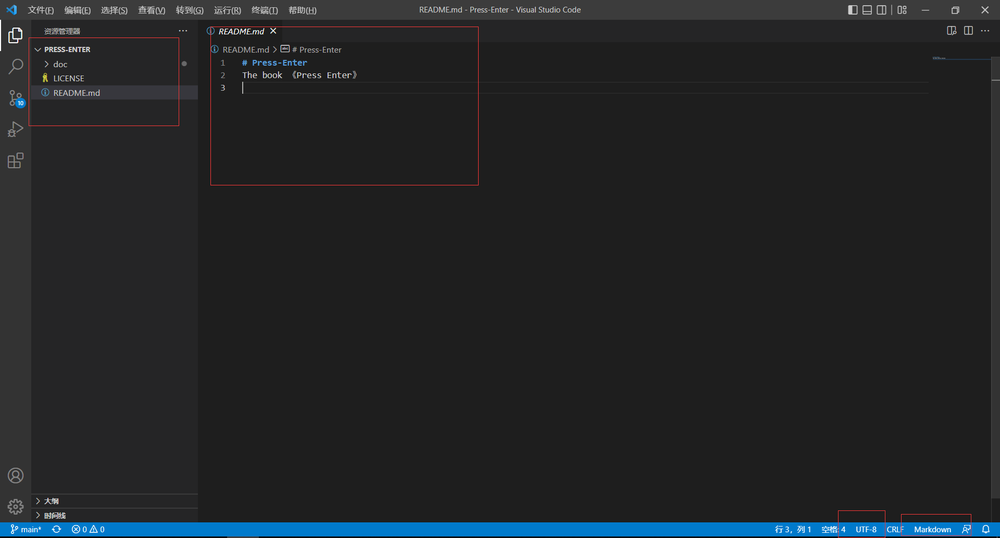 文件(F) 编辑(E) 选择(S) 查看(V) 转到(G) 运行(R) 终端(T) 帮助(H) README.md - Press-Enter - Visual Studio Code
资源管理器
PRESS-ENTER
doc
LICENSE
README.md
10
大纲
时间线
README.md
README.md > # Press-Enter
1 # Press-Enter
2 The book 《Press Enter》
3
main* 0 0 行 3，列 1 空格: 4 UTF-8 CRLF Markdown